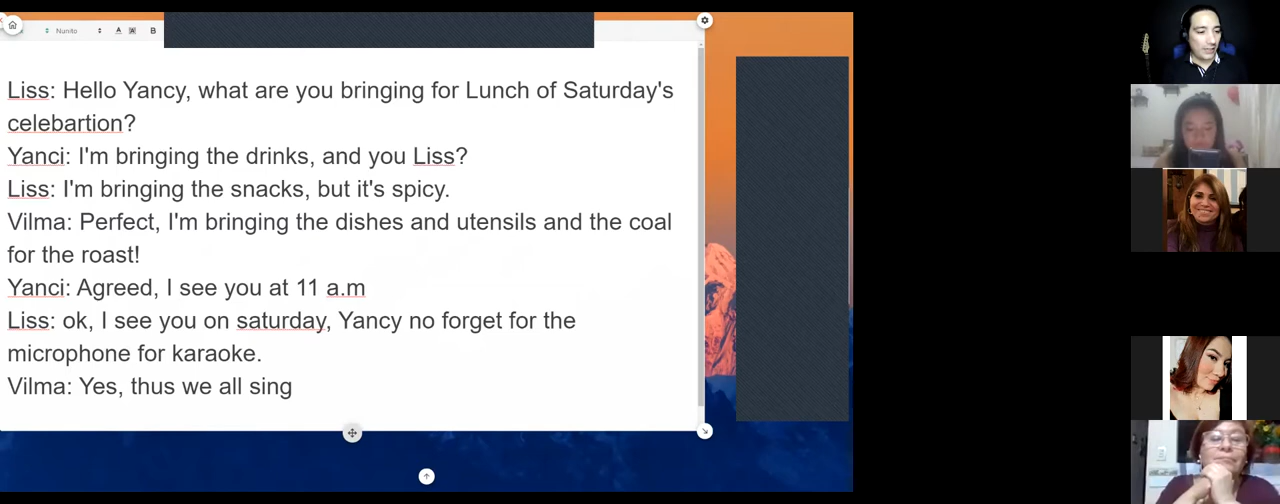 Nunito A A B
Liss: Hello Yancy, what are you bringing for Lunch of Saturday's
celebartion?
Yanci: I'm bringing the drinks, and you Liss?
Liss: I'm bringing the snacks, but it's spicy.
Vilma: Perfect, I'm bringing the dishes and utensils and the coal
for the roast!
Yanci: Agreed, I see you at 11 a.m
Liss: ok, I see you on saturday, Yancy no forget for the
microphone for karaoke.
Vilma: Yes, thus we all sing